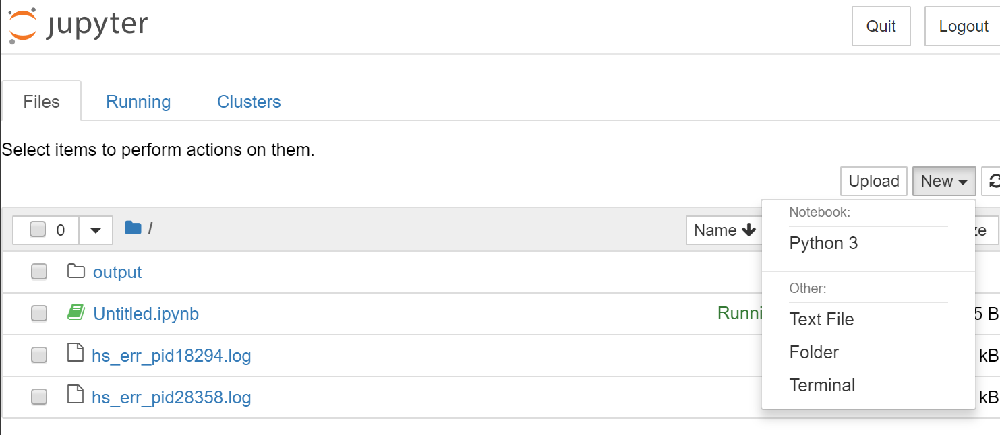 jupyter
Quit Logout
Files Running Clusters
Select items to perform actions on them.
Upload New
0 / Name ze
Notebook:
Python 3
output
Other:
Untitled.ipynb Runni 5 B
Text File
hs_err_pid18294.log kB
Folder
Terminal
hs_err_pid28358.log kB